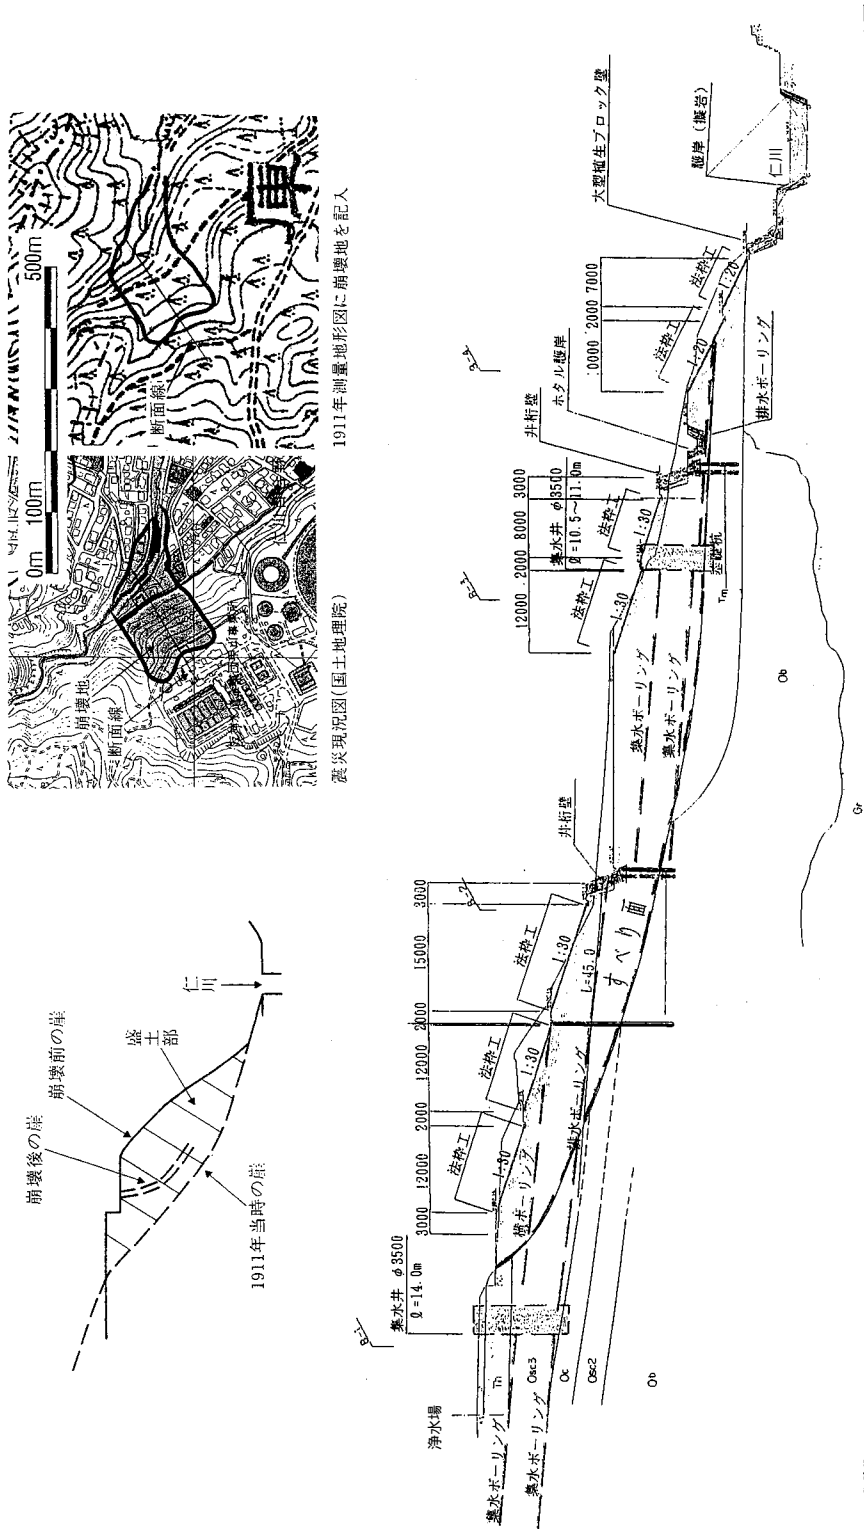 崩壊後の崖
崩壊前の崖
盛土部
仁川
1911年当時の崖
崩壊地
断面線
震災現況図(国土地理院)
0m 100m 500m
断面線
1911年測量地形図に崩壊地を記入
浄水場
集水井 φ3500
ℓ=14.0m
3000 12000 2000 12000 2000 15000 3000
法枠工
法枠工
法枠工
1:30
1:30
1:30
井桁壁
L=45.0
すべり面
横ボーリング
排水ボーリング
集水ボーリング
集水ボーリング
Th
Osc3
Oc
Osc2
Ob
12000 2000 8000 3000
法枠工
法枠工
1:30
1:30
集水井 φ3500
ℓ=10.5〜11.0m
井桁壁
ホタル護岸
集水ボーリング
集水ボーリング
基礎杭
Tm
排水ボーリング
Ob
Gr
10000 2000 7000
法枠工
法枠工
1:20
1:20
大型植生ブロック壁
護岸(擬岩)
仁川